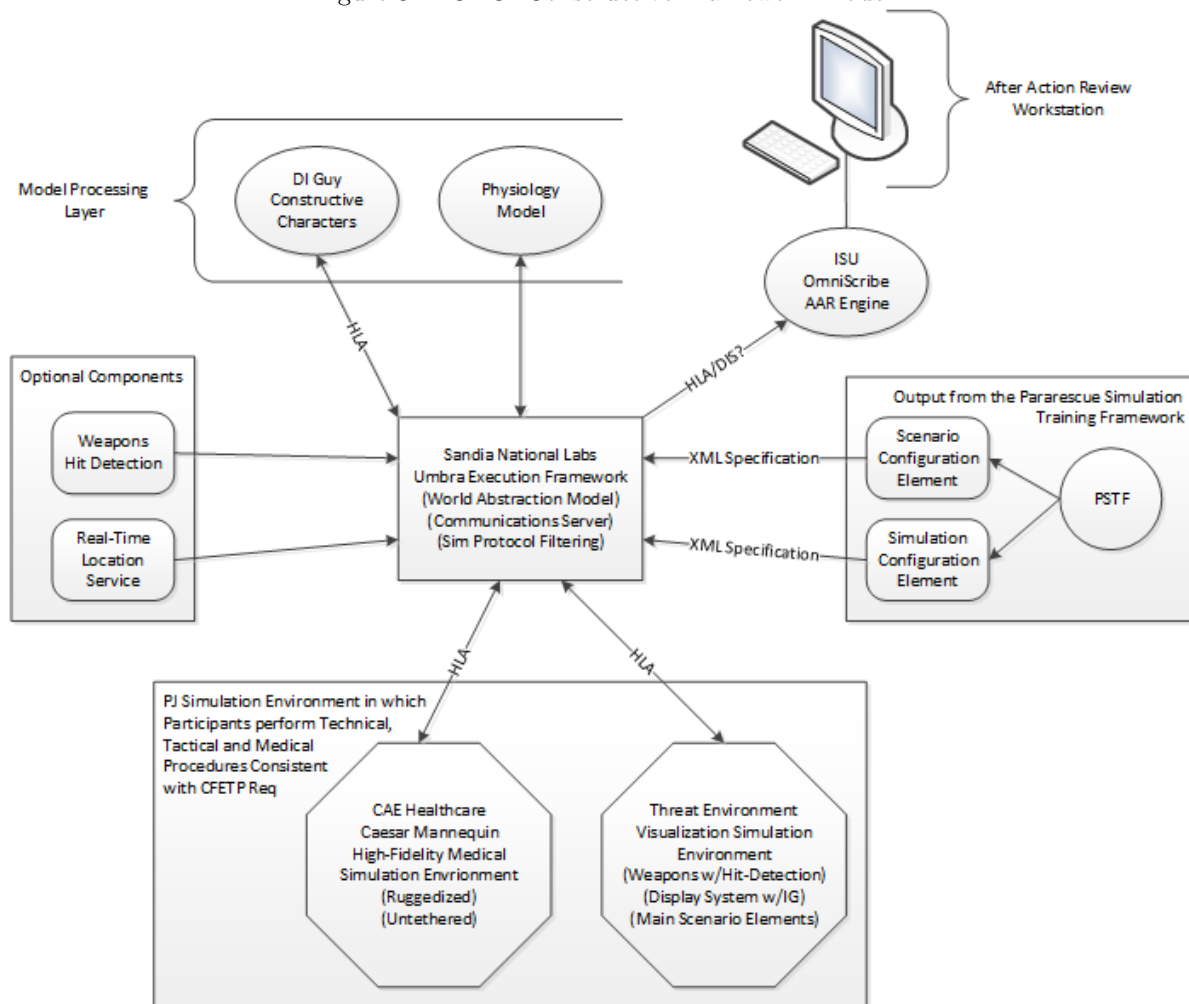 After Action Review
Workstation
Model Processing
Layer
DI Guy
Constructive
Characters
Physiology
Model
ISU
OmniScribe
AAR Engine
HLA
HLA/DIS?
Optional Components
Weapons
Hit Detection
Real-Time
Location
Service
Sandia National Labs
Umbra Execution Framework
(World Abstraction Model)
(Communications Server)
(Sim Protocol Filtering)
XML Specification
XML Specification
Output from the Pararescue Simulation
Training Framework
Scenario
Configuration
Element
Simulation
Configuration
Element
PSTF
HLA
HLA
PJ Simulation Environment in which
Participants perform Technical,
Tactical and Medical
Procedures Consistent
with CFETP Req
CAE Healthcare
Caesar Mannequin
High-Fidelity Medical
Simulation Envrionment
(Ruggedized)
(Untethered)
Threat Environment
Visualization Simulation
Environment
(Weapons w/Hit-Detection)
(Display System w/IG)
(Main Scenario Elements)